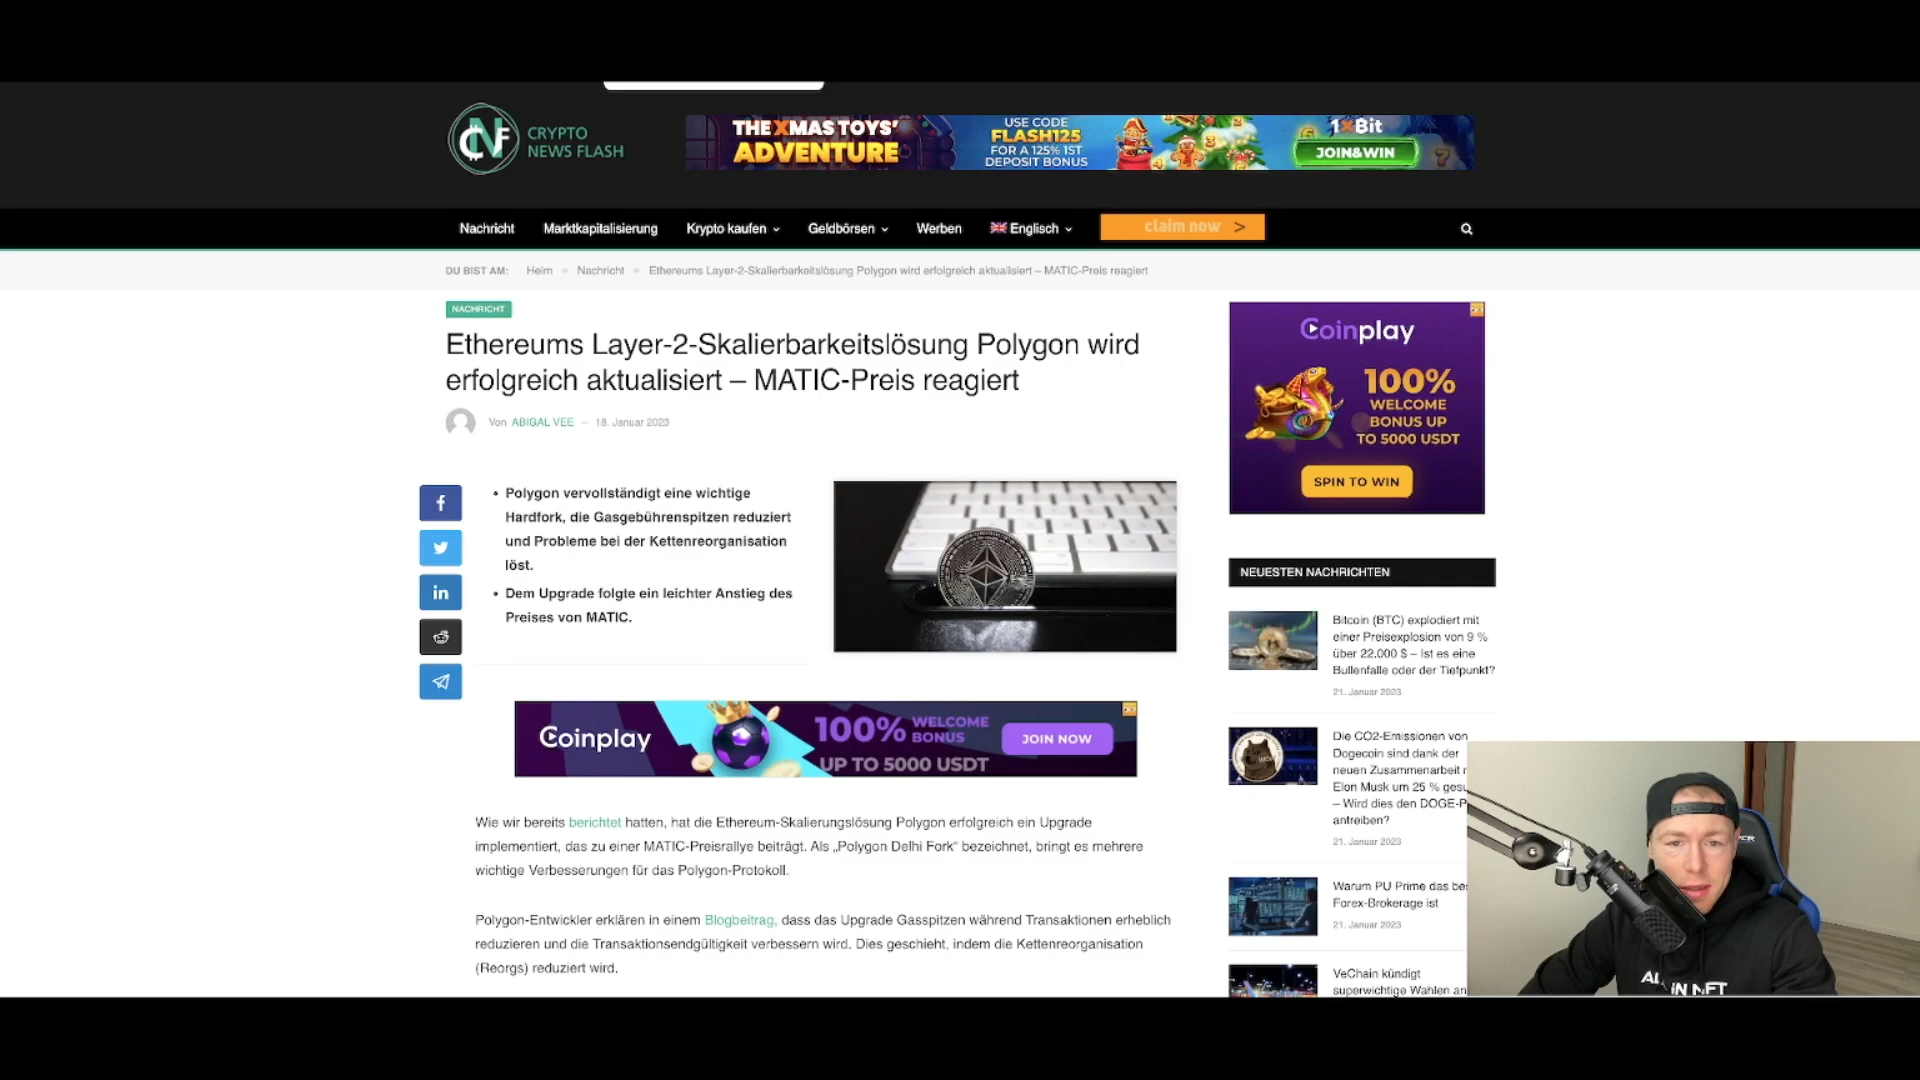 CRYPTO
NEWS FLASH
THE XMAS TOYS'
ADVENTURE
USE CODE
FLASH125
FOR A 125% 1ST
DEPOSIT BONUS
1XBit
JOIN&WIN
Nachricht
Marktkapitalisierung
Krypto kaufen
Geldbörsen
Werben
Englisch
claim now >
DU BIST AM: Heim » Nachricht » Ethereums Layer-2-Skalierbarkeitslösung Polygon wird erfolgreich aktualisiert – MATIC-Preis reagiert
NACHRICHT
Ethereums Layer-2-Skalierbarkeitslösung Polygon wird
erfolgreich aktualisiert – MATIC-Preis reagiert
Von ABIGAL VEE — 18. Januar 2023
• Polygon vervollständigt eine wichtige
Hardfork, die Gasgebührenspitzen reduziert
und Probleme bei der Kettenreorganisation
löst.
• Dem Upgrade folgte ein leichter Anstieg des
Preises von MATIC.
Coinplay
100% WELCOME
BONUS
UP TO 5000 USDT
JOIN NOW
Wie wir bereits berichtet hatten, hat die Ethereum-Skalierungslösung Polygon erfolgreich ein Upgrade
implementiert, das zu einer MATIC-Preisrallye beiträgt. Als „Polygon Delhi Fork“ bezeichnet, bringt es mehrere
wichtige Verbesserungen für das Polygon-Protokoll.
Polygon-Entwickler erklären in einem Blogbeitrag, dass das Upgrade Gasspitzen während Transaktionen erheblich
reduzieren und die Transaktionsendgültigkeit verbessern wird. Dies geschieht, indem die Kettenreorganisation
(Reorgs) reduziert wird.
Coinplay
100%
WELCOME
BONUS UP
TO 5000 USDT
SPIN TO WIN
NEUESTEN NACHRICHTEN
Bitcoin (BTC) explodiert mit
einer Preisexplosion von 9 %
über 22.000 $ – Ist es eine
Bullenfalle oder der Tiefpunkt?
21. Januar 2023
Die CO2-Emissionen von
Dogecoin sind dank der
neuen Zusammenarbeit
Elon Musk um 25 %
– Wird dies den DOGE-P
antreiben?
21. Januar 2023
Warum PU Prime das
Forex-Brokerage ist
21. Januar 2023
VeChain kündigt
superwichtige Wahlen an
IN NFT